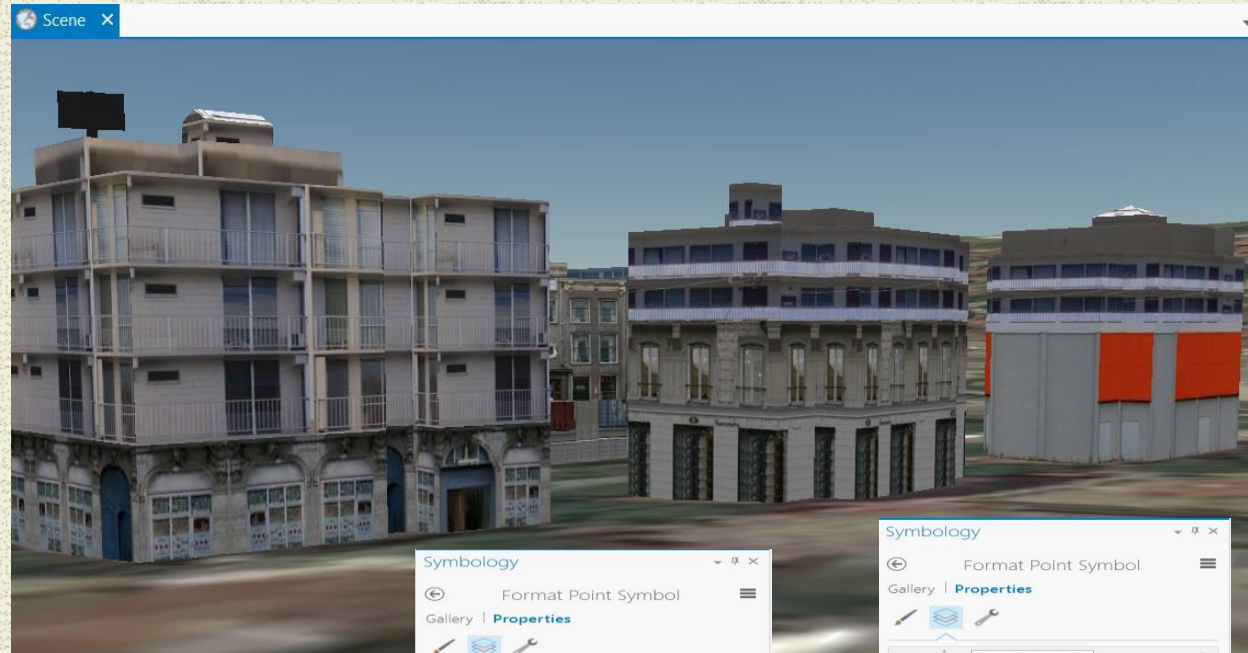 Scene
Symbology
Format Point Symbol
Gallery | Properties
Symbology
Format Point Symbol
Gallery | Properties